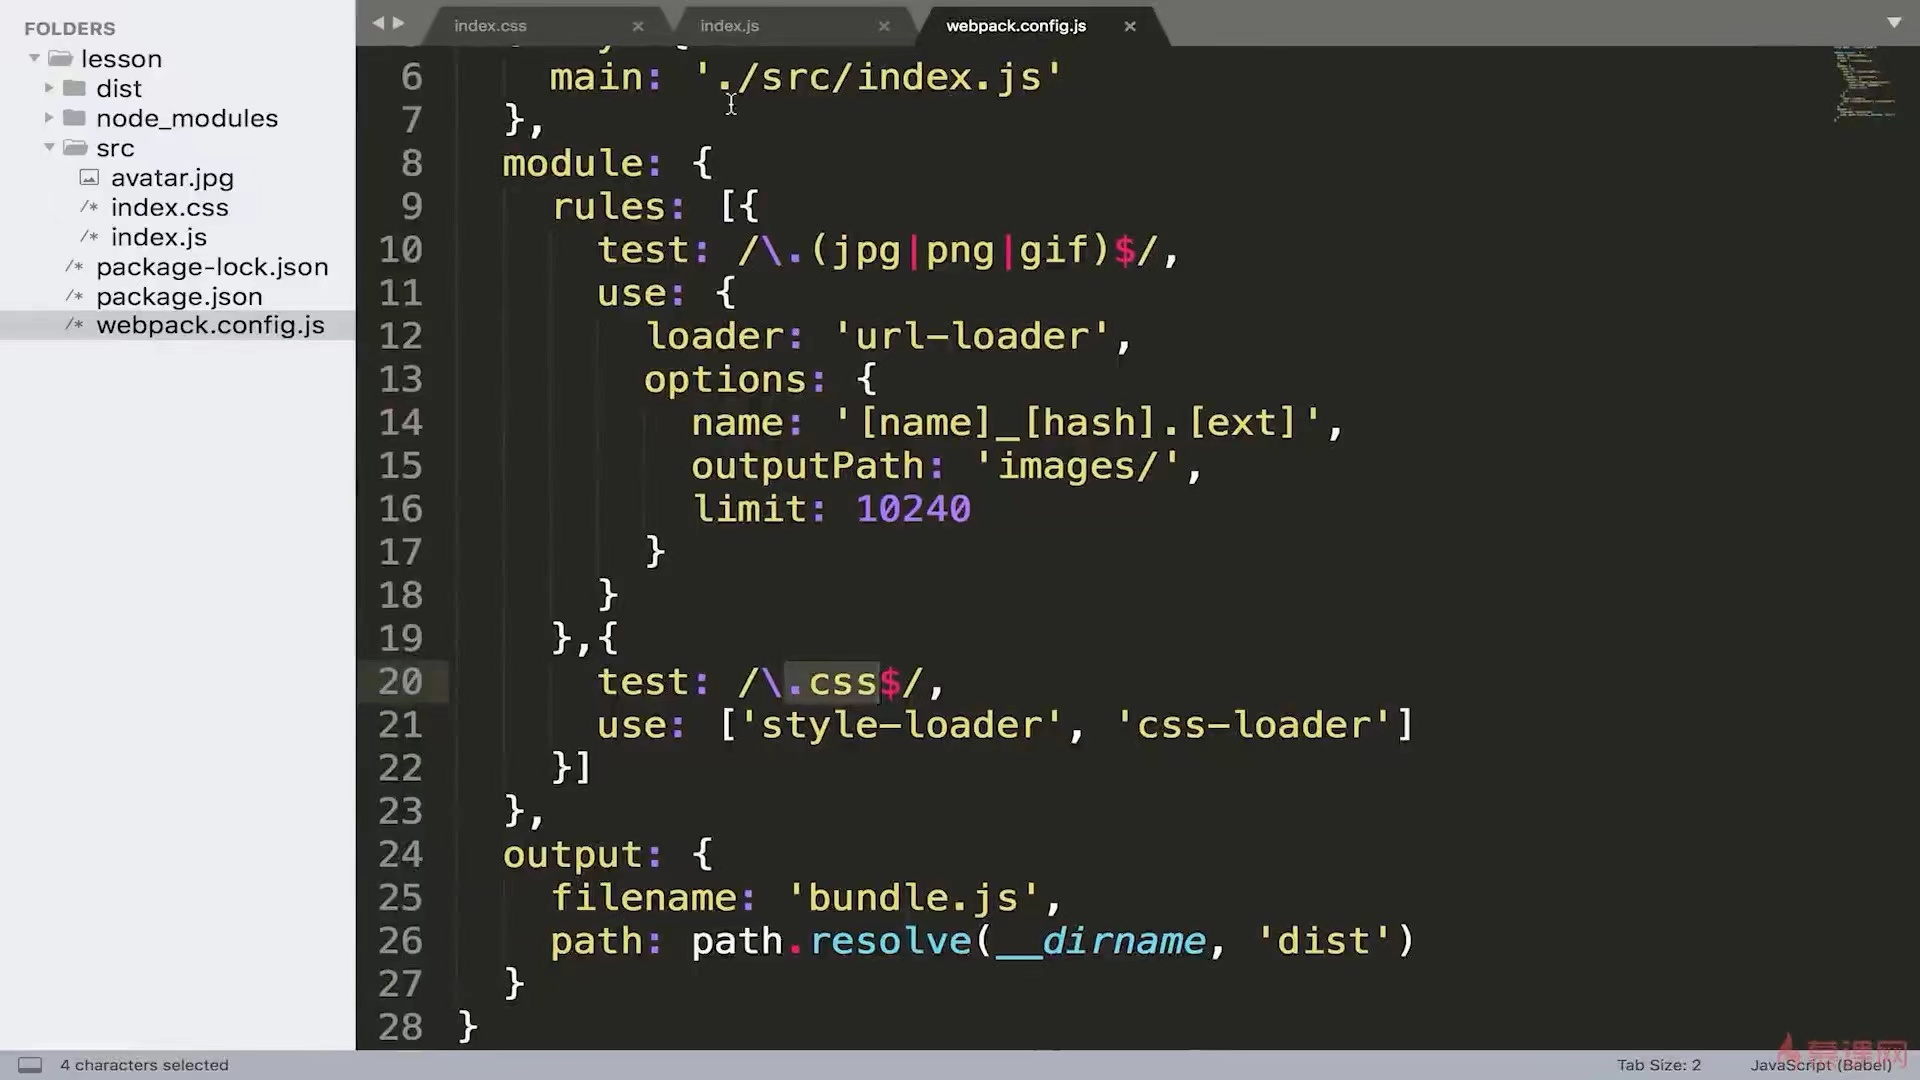 FOLDERS
lesson
dist
node_modules
src
avatar.jpg
/* index.css
/* index.js
/* package-lock.json
/* package.json
/* webpack.config.js
index.css ×
index.js ×
webpack.config.js ×
6 main: './src/index.js'
7 },
8 module: {
9 rules: [{
10 test: /\.(jpg|png|gif)$/,
11 use: {
12 loader: 'url-loader',
13 options: {
14 name: '[name]_[hash].[ext]',
15 outputPath: 'images/',
16 limit: 10240
17 }
18 }
19 },{
20 test: /\.css$/,
21 use: ['style-loader', 'css-loader']
22 }]
23 },
24 output: {
25 filename: 'bundle.js',
26 path: path.resolve(__dirname, 'dist')
27 }
28 }
4 characters selected
Tab Size: 2
JavaScript (Babel)
慕课网